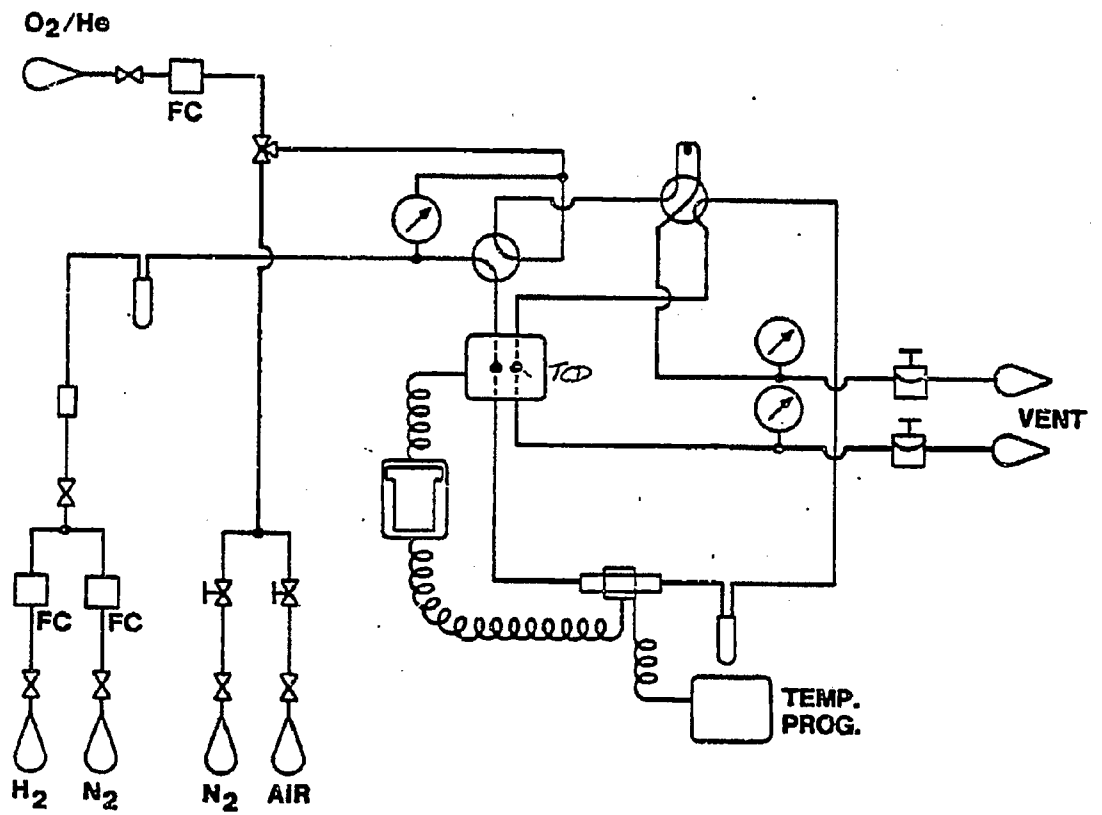 O₂/He
FC
TCD
VENT
FC
FC
TEMP.
PROG.
H₂
N₂
N₂
AIR